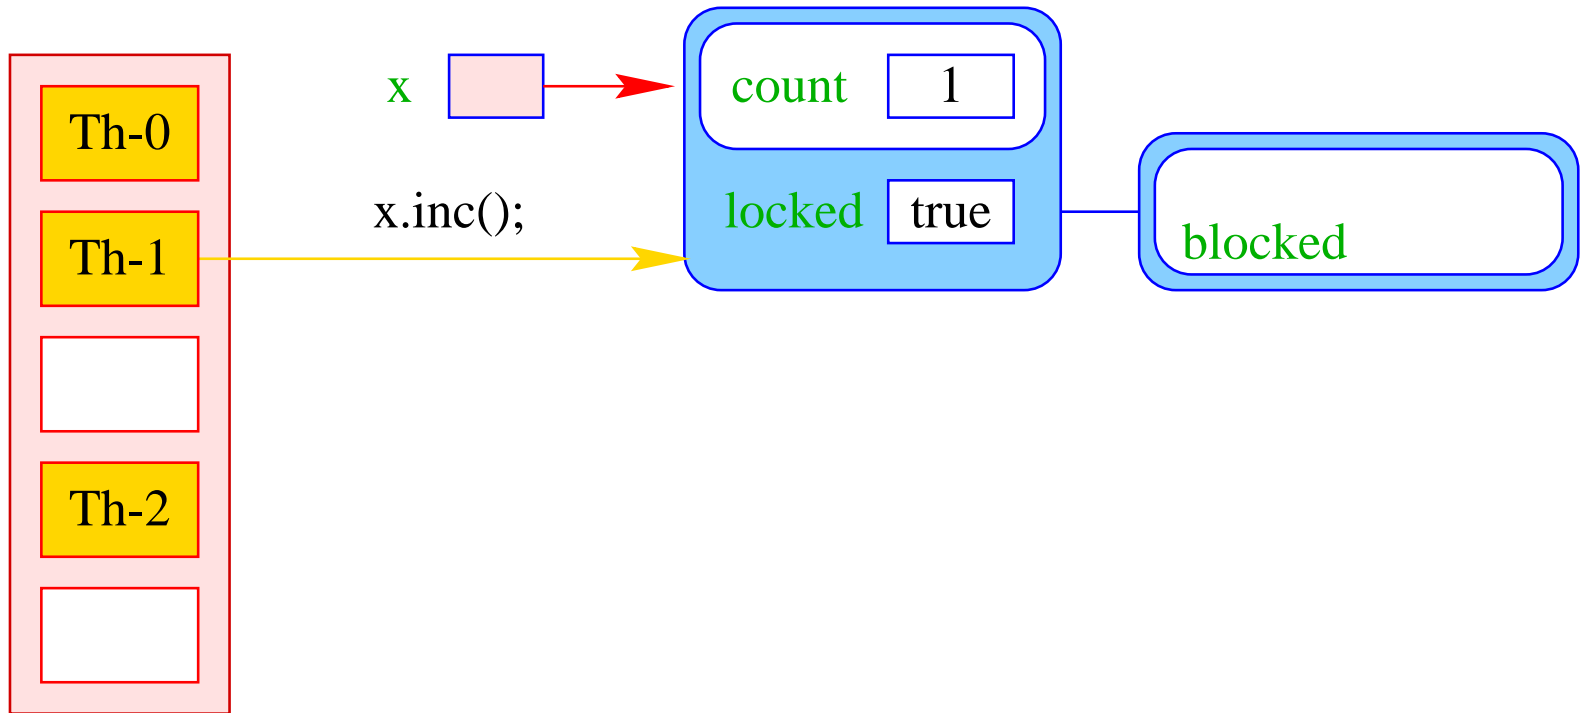 Th-0
Th-1
Th-2
x
x.inc();
count 1
locked true
blocked